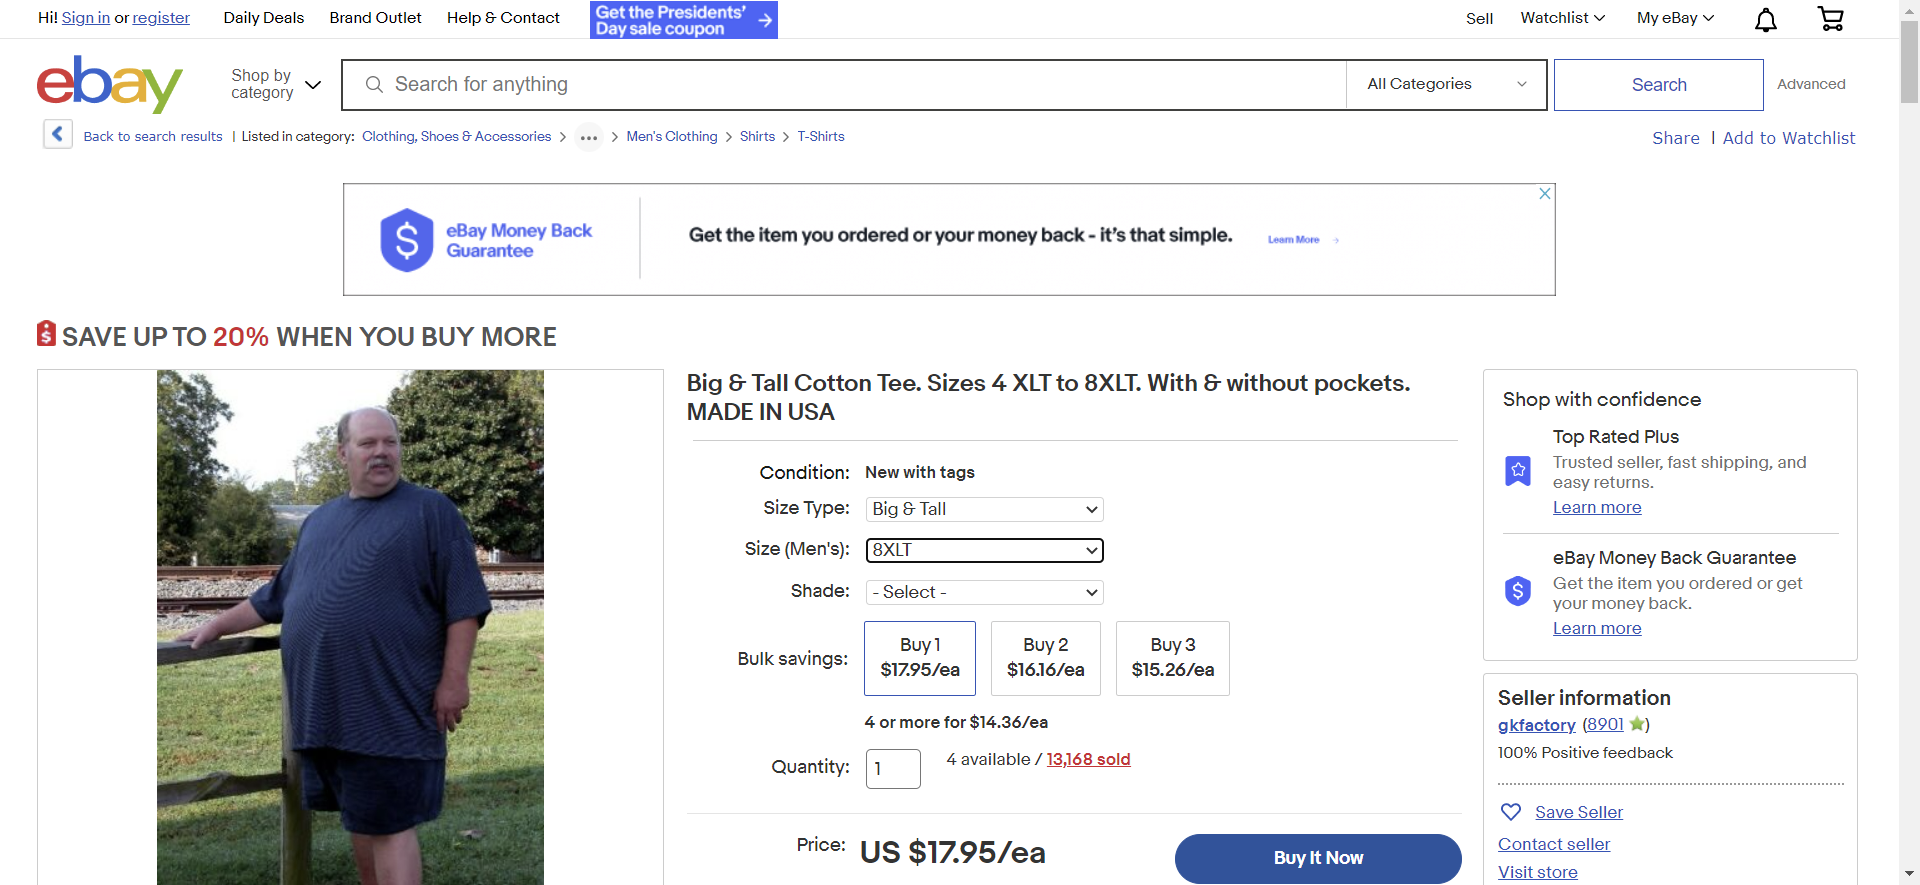 Hi! Sign in or register
Daily Deals
Brand Outlet
Help & Contact
Get the Presidents'
Day sale coupon
Sell
Watchlist
My eBay
ebay
Shop by
category
Search for anything
All Categories
Search
Advanced
Back to search results | Listed in category: Clothing, Shoes & Accessories > ... > Men's Clothing > Shirts > T-Shirts
Share | Add to Watchlist
eBay Money Back
Guarantee
Get the item you ordered or your money back - it's that simple.
Learn More
SAVE UP TO 20% WHEN YOU BUY MORE
Big & Tall Cotton Tee. Sizes 4 XLT to 8XLT. With & without pockets.
MADE IN USA
Condition: New with tags
Size Type: Big & Tall
Size (Men's): 8XLT
Shade: - Select -
Bulk savings:
Buy 1
$17.95/ea
Buy 2
$16.16/ea
Buy 3
$15.26/ea
4 or more for $14.36/ea
Quantity: 1
4 available / 13,168 sold
Price: US $17.95/ea
Buy It Now
Shop with confidence
Top Rated Plus
Trusted seller, fast shipping, and
easy returns.
Learn more
eBay Money Back Guarantee
Get the item you ordered or get
your money back.
Learn more
Seller information
gkfactory (8901)
100% Positive feedback
Save Seller
Contact seller
Visit store